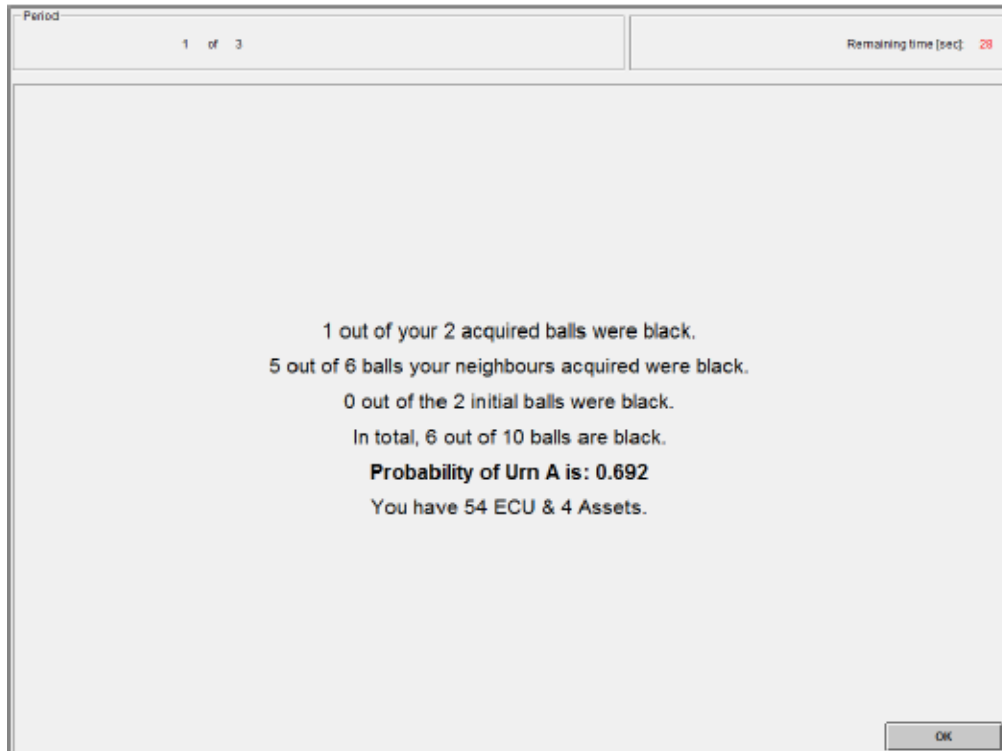 Period
1 of 3
Remaining time [sec]: 28
1 out of your 2 acquired balls were black.
5 out of 6 balls your neighbours acquired were black.
0 out of the 2 initial balls were black.
In total, 6 out of 10 balls are black.
Probability of Urn A is: 0.692
You have 54 ECU & 4 Assets.
OK